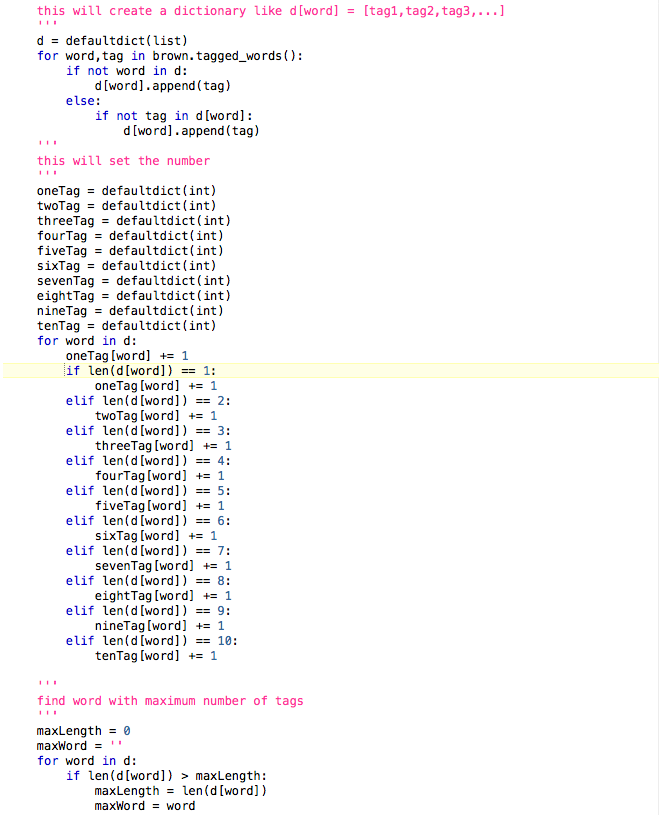 this will create a dictionary like d[word] = [tag1,tag2,tag3,...]
'''
d = defaultdict(list)
for word,tag in brown.tagged_words():
    if not word in d:
        d[word].append(tag)
    else:
        if not tag in d[word]:
            d[word].append(tag)
'''
this will set the number
'''
oneTag = defaultdict(int)
twoTag = defaultdict(int)
threeTag = defaultdict(int)
fourTag = defaultdict(int)
fiveTag = defaultdict(int)
sixTag = defaultdict(int)
sevenTag = defaultdict(int)
eightTag = defaultdict(int)
nineTag = defaultdict(int)
tenTag = defaultdict(int)
for word in d:
    oneTag[word] += 1
    if len(d[word]) == 1:
        oneTag[word] += 1
    elif len(d[word]) == 2:
        twoTag[word] += 1
    elif len(d[word]) == 3:
        threeTag[word] += 1
    elif len(d[word]) == 4:
        fourTag[word] += 1
    elif len(d[word]) == 5:
        fiveTag[word] += 1
    elif len(d[word]) == 6:
        sixTag[word] += 1
    elif len(d[word]) == 7:
        sevenTag[word] += 1
    elif len(d[word]) == 8:
        eightTag[word] += 1
    elif len(d[word]) == 9:
        nineTag[word] += 1
    elif len(d[word]) == 10:
        tenTag[word] += 1

'''
find word with maximum number of tags
'''
maxLength = 0
maxWord = ''
for word in d:
    if len(d[word]) > maxLength:
        maxLength = len(d[word])
        maxWord = word